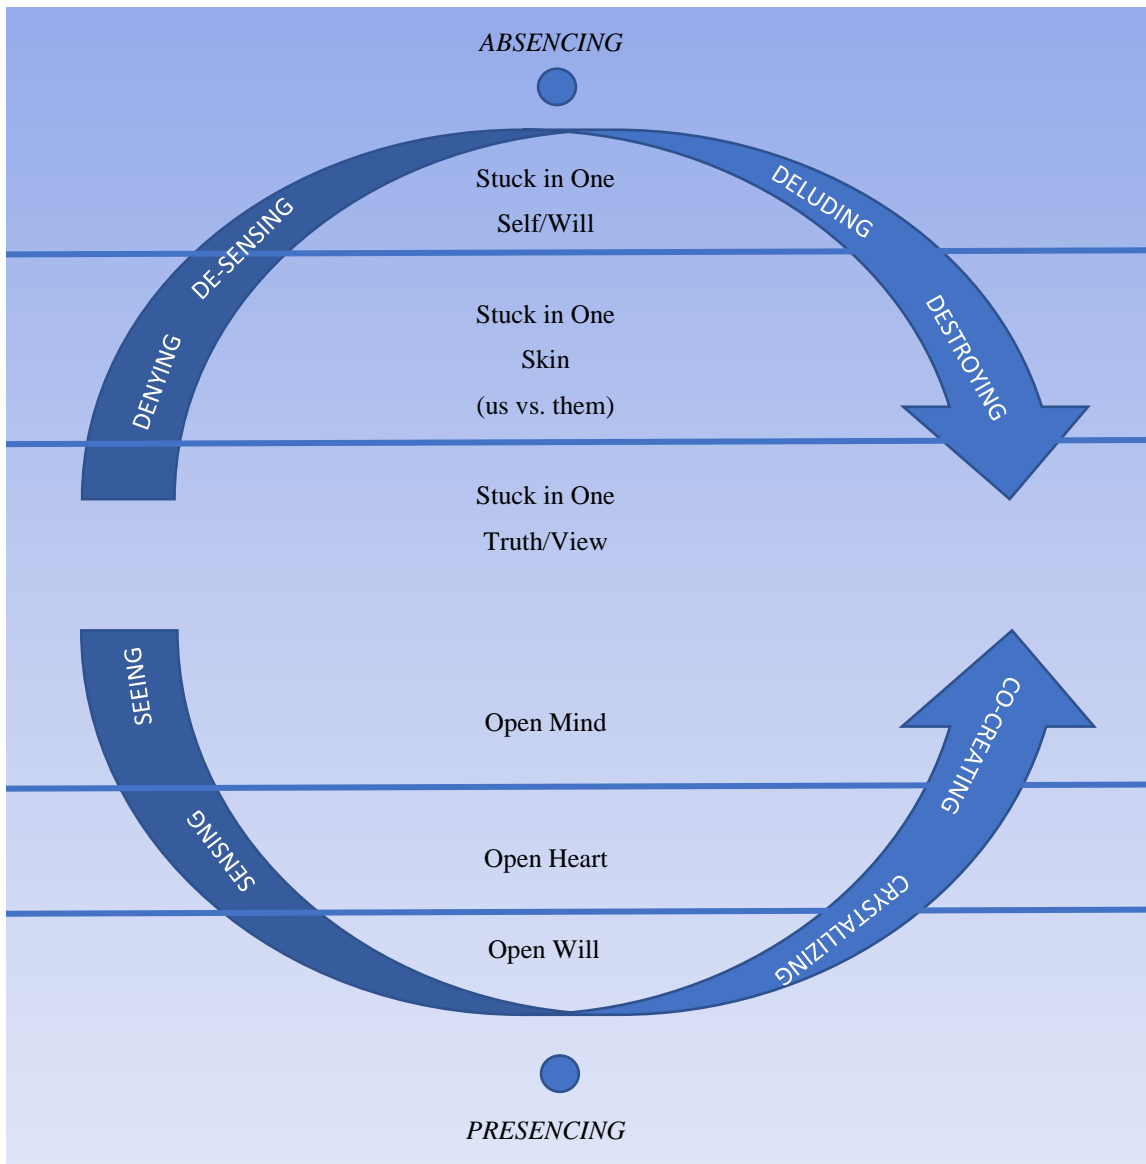 ABSENCING
Stuck in One
Self/Will
DE-SENSING
DELUDING
Stuck in One
Skin
(us vs. them)
DENYING
DESTROYING
Stuck in One
Truth/View
SEEING
Open Mind
CO-CREATING
SENSING
Open Heart
CRYSTALLIZING
Open Will
PRESENCING